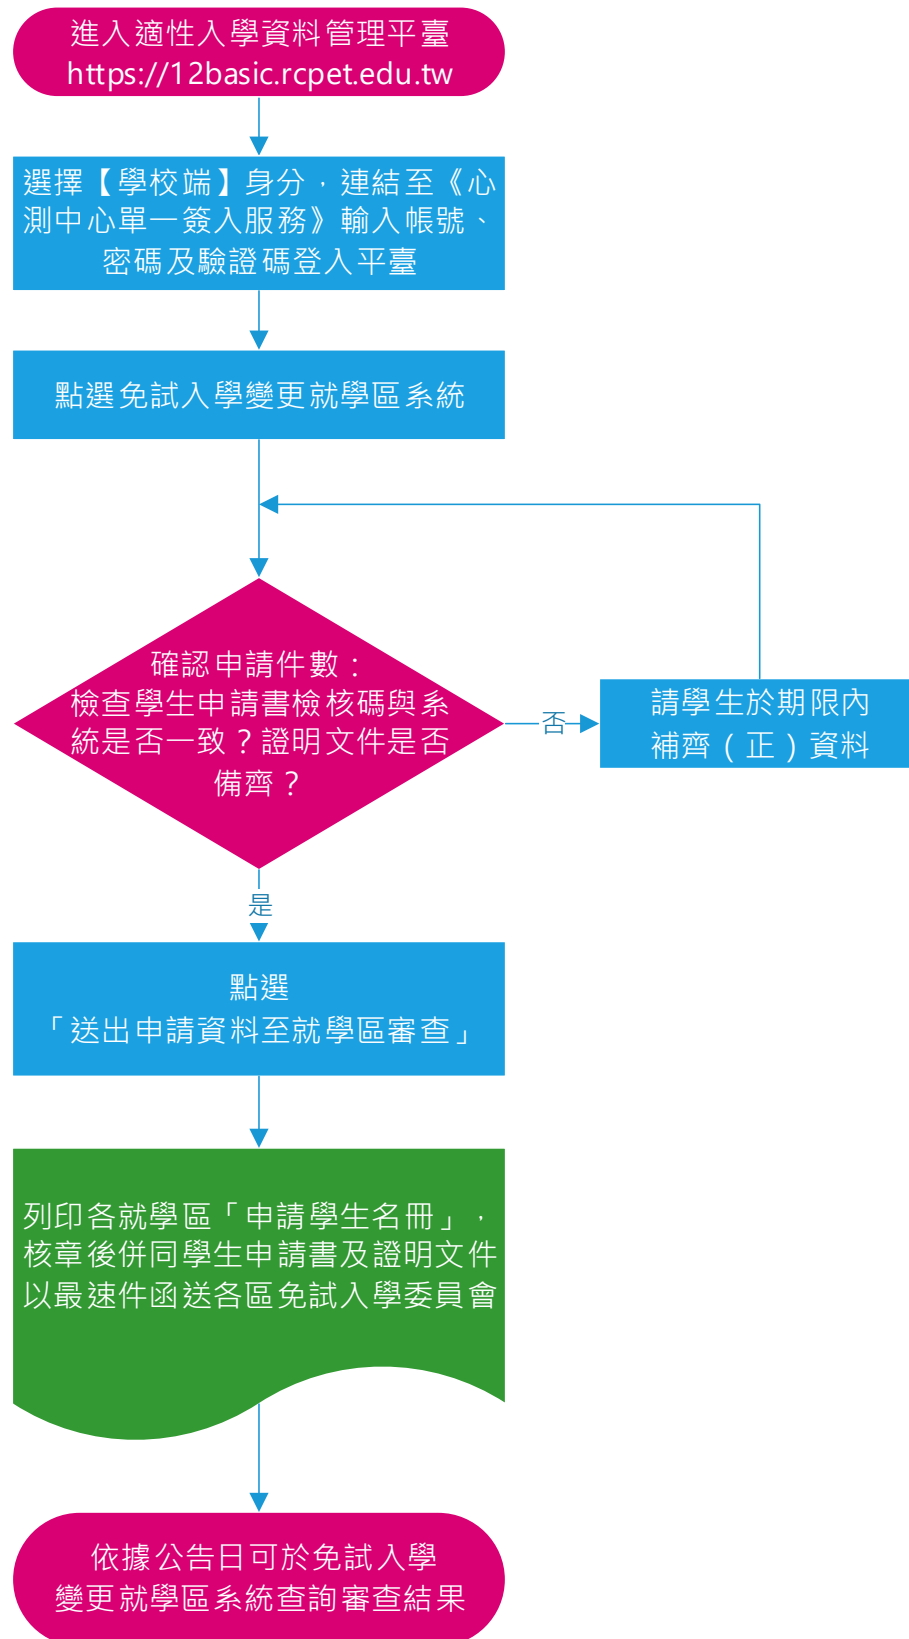 進入適性入學資料管理平臺
https://12basic.rcpet.edu.tw
選擇【學校端】身分，連結至《心
測中心單一簽入服務》輸入帳號、
密碼及驗證碼登入平臺
點選免試入學變更就學區系統
確認申請件數：
檢查學生申請書檢核碼與系
統是否一致？證明文件是否
備齊？
否
請學生於期限內
補齊（正）資料
是
點選
「送出申請資料至就學區審查」
列印各就學區「申請學生名冊」，
核章後併同學生申請書及證明文件
以最速件函送各區免試入學委員會
依據公告日可於免試入學
變更就學區系統查詢審查結果